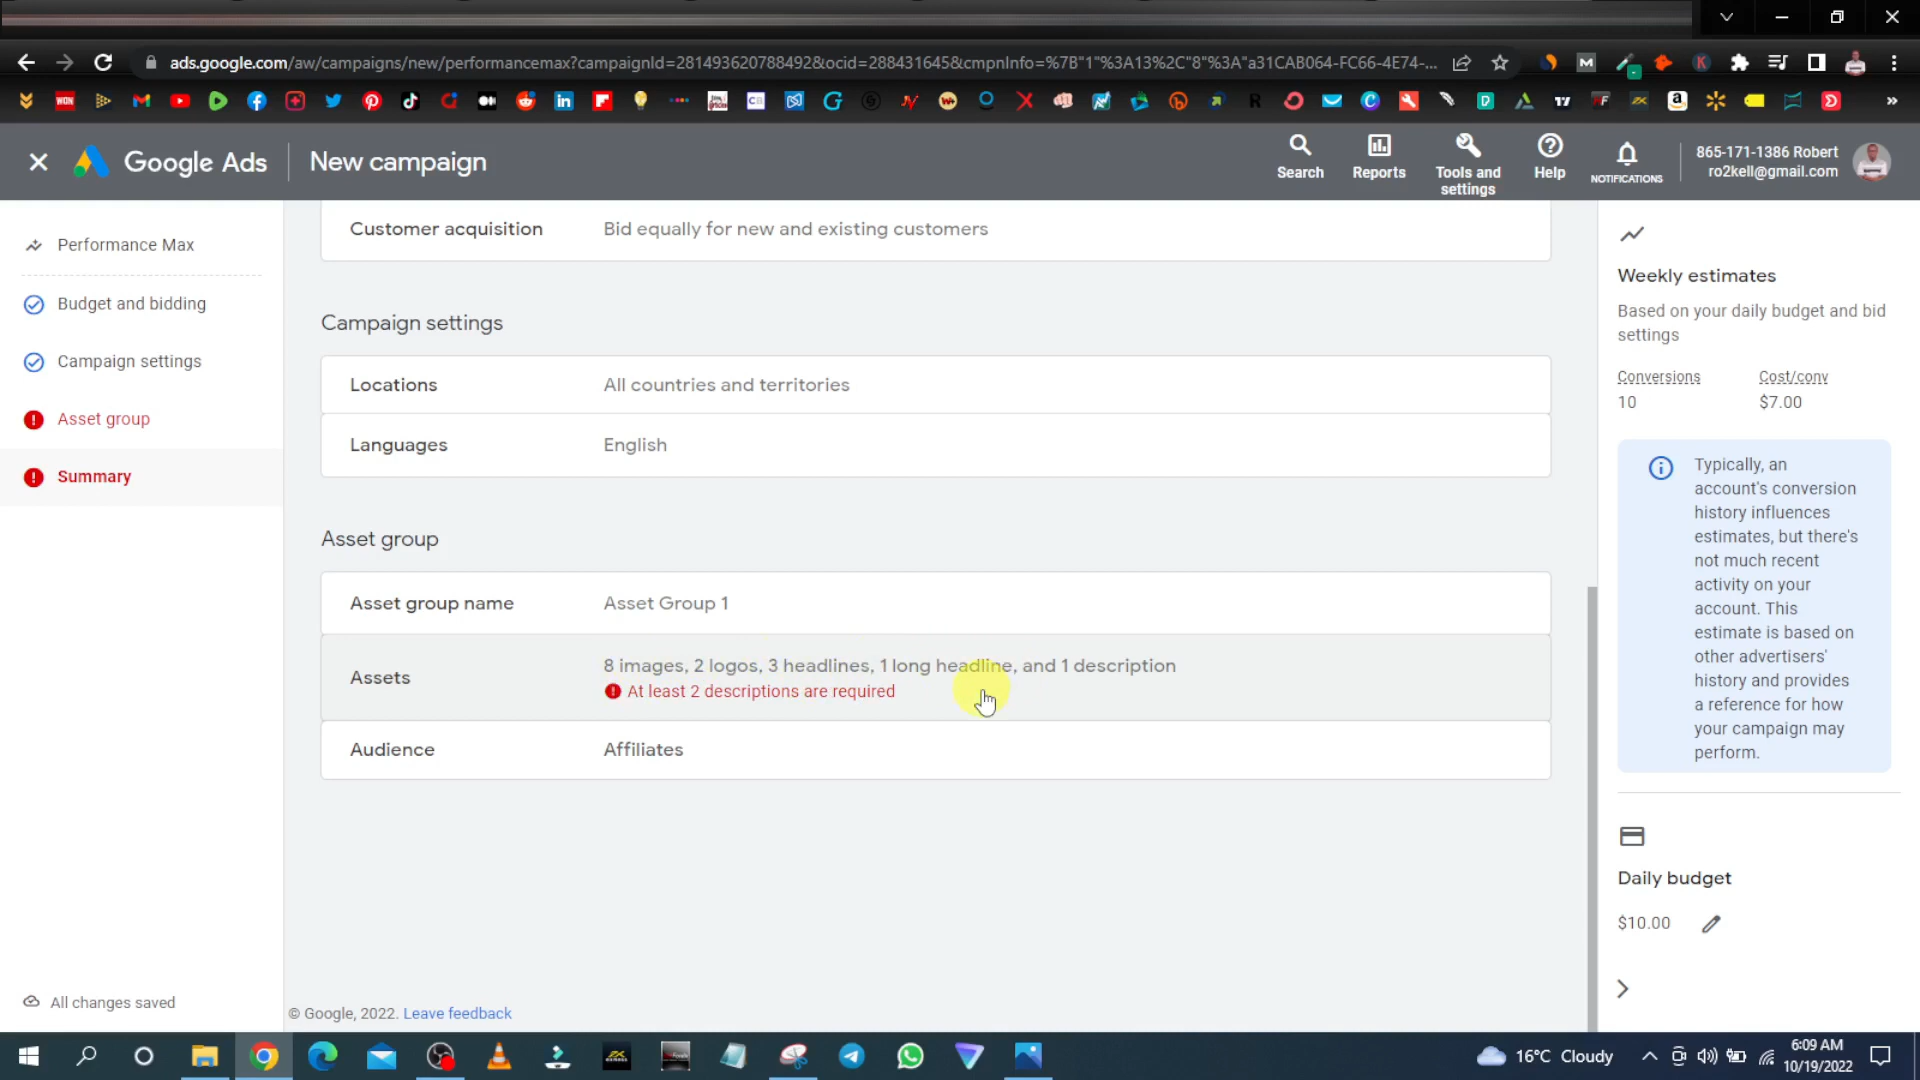 ads.google.com/aw/campaigns/new/performancemax?campaignId=281493620788492&ocid=288431645&cmpnInfo=%7B"1"%3A13%2C"8"%3A"a31CAB064-FC66-4E74-...
Google Ads
New campaign
Search
Reports
Tools and
settings
Help
NOTIFICATIONS
865-171-1386 Robert
ro2kell@gmail.com
Performance Max
Budget and bidding
Campaign settings
Asset group
Summary
All changes saved
Customer acquisition
Bid equally for new and existing customers
Campaign settings
Locations
All countries and territories
Languages
English
Asset group
Asset group name
Asset Group 1
Assets
8 images, 2 logos, 3 headlines, 1 long headline, and 1 description
At least 2 descriptions are required
Audience
Affiliates
© Google, 2022. Leave feedback
Weekly estimates
Based on your daily budget and bid
settings
Conversions
Cost/conv
10
$7.00
Typically, an
account's conversion
history influences
estimates, but there's
not much recent
activity on your
account. This
estimate is based on
other advertisers'
history and provides
a reference for how
your campaign may
perform.
Daily budget
$10.00
16°C Cloudy
6:09 AM
10/19/2022